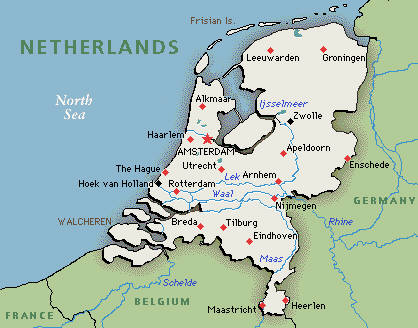 Frisian Is.
NETHERLANDS
Leeuwarden
Groningen
North
Sea
Alkmaar
Ijsselmeer
Zwolle
Haarlem
AMSTERDAM
Apeldoorn
Utrecht
Enschede
The Hague
Lek
Arnhem
Hoek van Holland
Rotterdam
Waal
Nijmegen
GERMANY
WALCHEREN
Breda
Tilburg
Rhine
Eindhoven
Maas
Schelde
BELGIUM
Maastricht
Heerlen
FRANCE